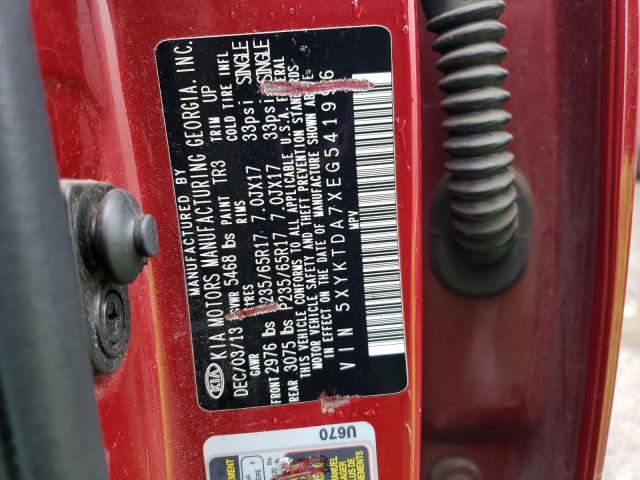 KIA
MANUFACTURED BY
KIA MOTORS MANUFACTURING GEORGIA, INC.
DEC/03/13 GVWR 5468 lbs PAINT TR3 TRIM UP
GAWR TIRES RIMS COLD TIRE INFL
FRONT 2976 lbs P235/65R17 7.0JX17 33psi SINGLE
REAR 3075 lbs P235/65R17 7.0JX17 33psi SINGLE
THIS VEHICLE CONFORMS TO ALL APPLICABLE U.S.A. FEDERAL
MOTOR VEHICLE SAFETY AND THEFT PREVENTION STANDARDS
IN EFFECT ON THE DATE OF MANUFACTURE SHOWN ABOVE.
VIN 5XYKTDA7XEG5419 6
MPV
U670